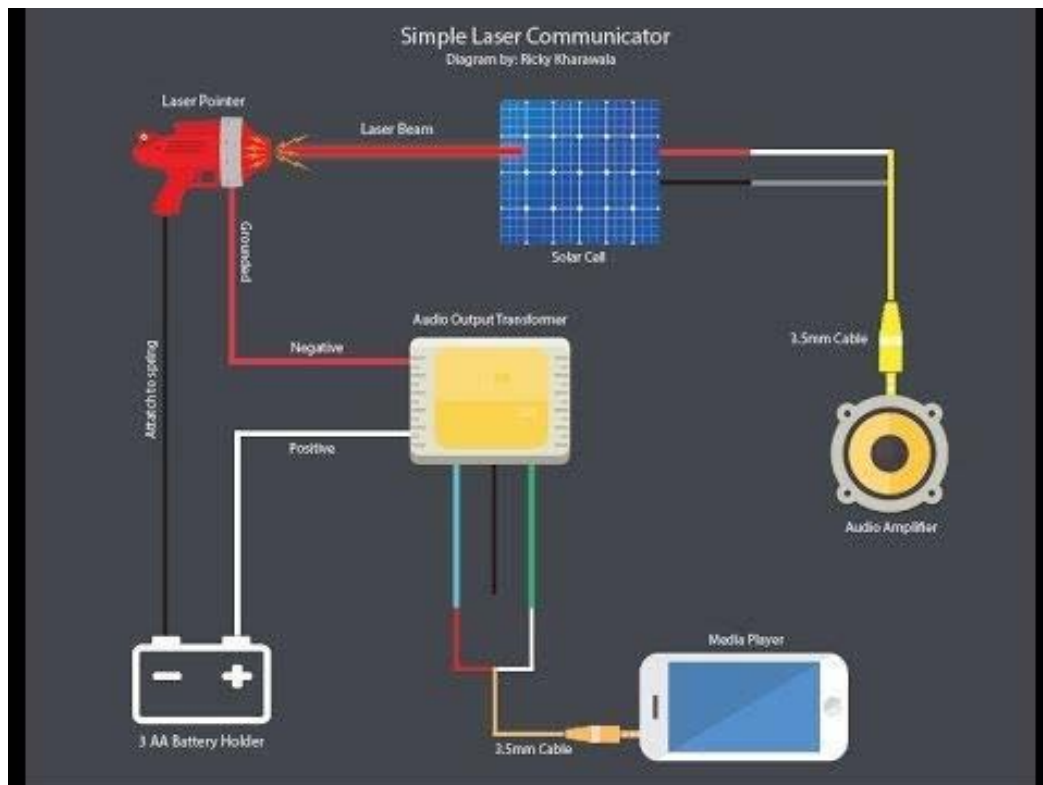 Simple Laser Communicator
Diagram by: Ricky Kharawala
Laser Pointer
Laser Beam
Solar Cell
Grounded
Audio Output Transformer
Negative
3.5mm Cable
Attatch to spring
Positive
Audio Amplifier
Media Player
3 AA Battery Holder
3.5mm Cable